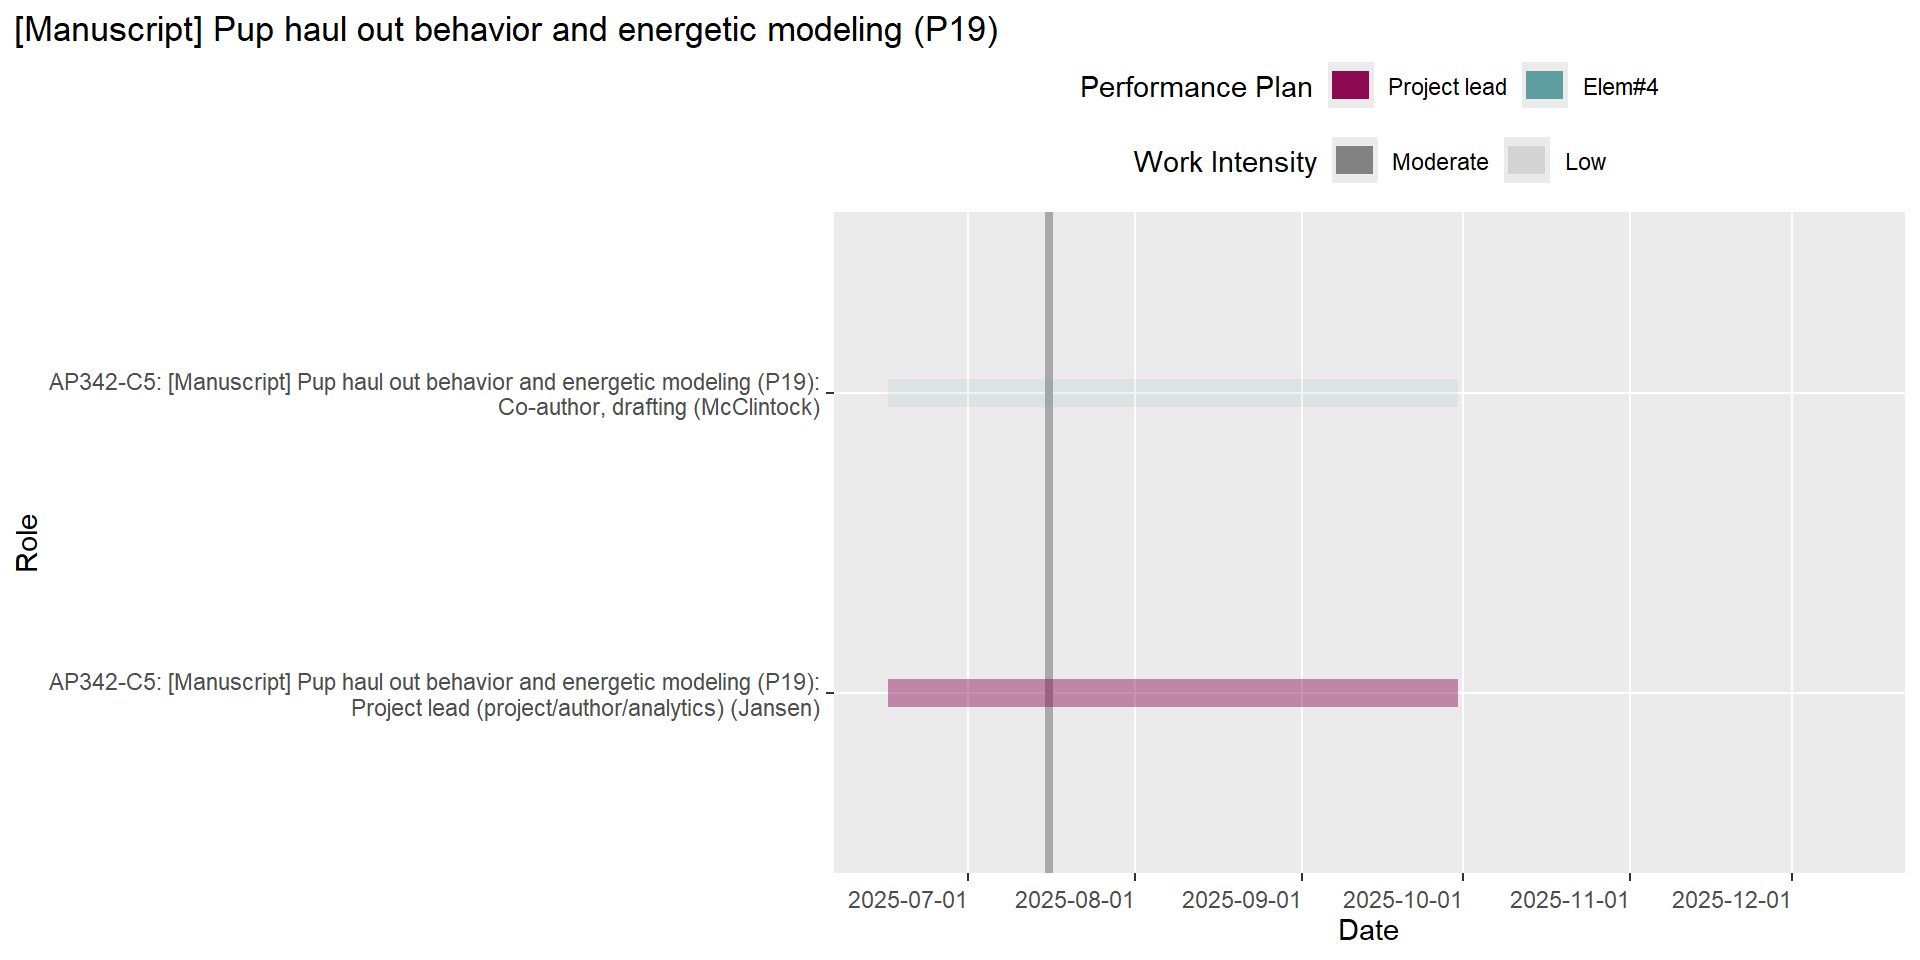 [Manuscript] Pup haul out behavior and energetic modeling (P19)
Performance Plan Project lead Elem#4
Work Intensity Moderate Low
AP342-C5: [Manuscript] Pup haul out behavior and energetic modeling (P19):
Co-author, drafting (McClintock)
Role
AP342-C5: [Manuscript] Pup haul out behavior and energetic modeling (P19):
Project lead (project/author/analytics) (Jansen)
2025-07-01 2025-08-01 2025-09-01 2025-10-01 2025-11-01 2025-12-01
Date